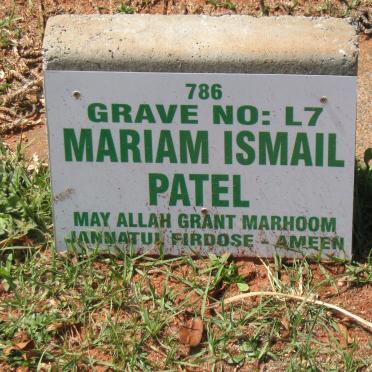 786
GRAVE NO: L7
MARIAM ISMAIL
PATEL
MAY ALLAH GRANT MARHOOM
JANNATUL FIRDOSE - AMEEN